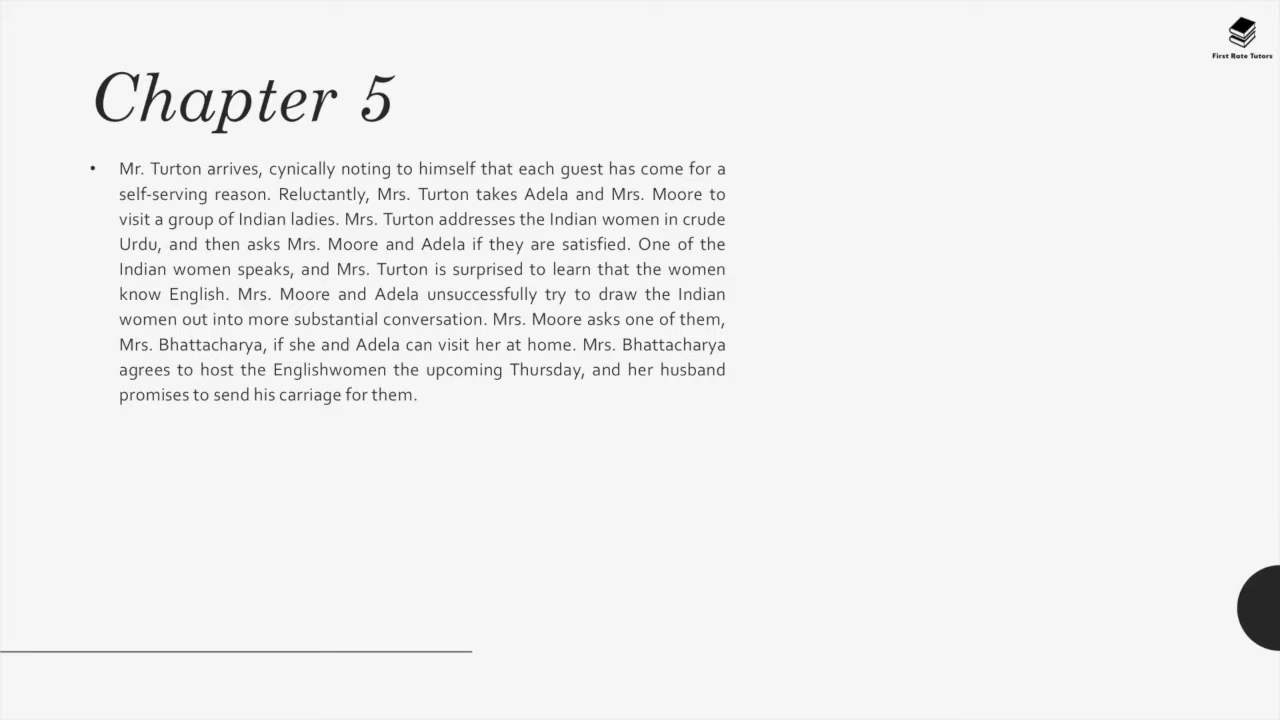 First Rate Tutors
Chapter 5
• Mr. Turton arrives, cynically noting to himself that each guest has come for a
self-serving reason. Reluctantly, Mrs. Turton takes Adela and Mrs. Moore to
visit a group of Indian ladies. Mrs. Turton addresses the Indian women in crude
Urdu, and then asks Mrs. Moore and Adela if they are satisfied. One of the
Indian women speaks, and Mrs. Turton is surprised to learn that the women
know English. Mrs. Moore and Adela unsuccessfully try to draw the Indian
women out into more substantial conversation. Mrs. Moore asks one of them,
Mrs. Bhattacharya, if she and Adela can visit her at home. Mrs. Bhattacharya
agrees to host the Englishwomen the upcoming Thursday, and her husband
promises to send his carriage for them.